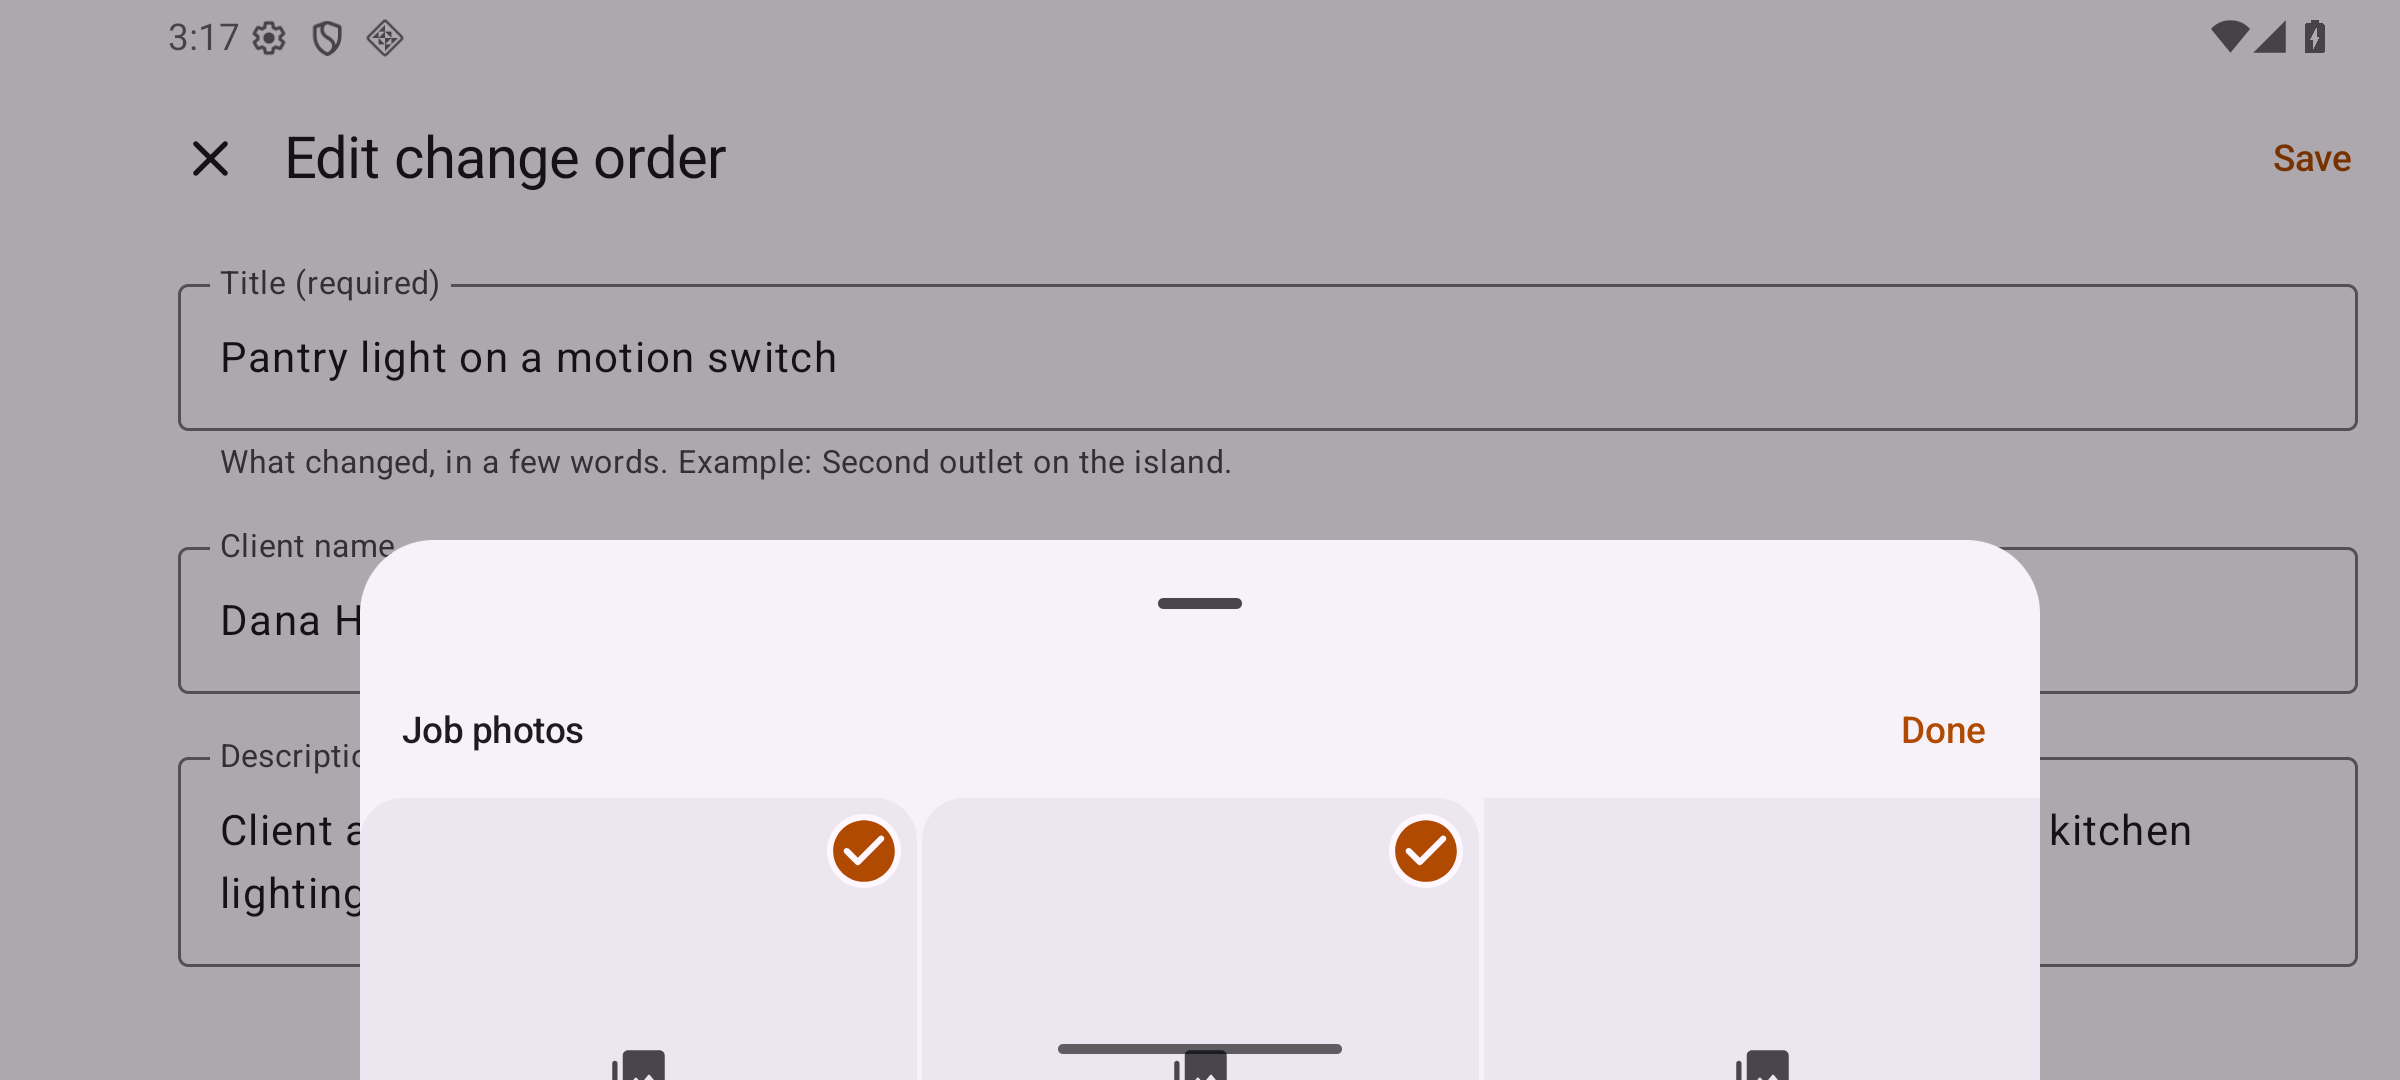 3:17
Edit change order
Save
Title (required)
Pantry light on a motion switch
What changed, in a few words. Example: Second outlet on the island.
Client name
Dana H
Job photos
Done
Client
kitchen
lighting